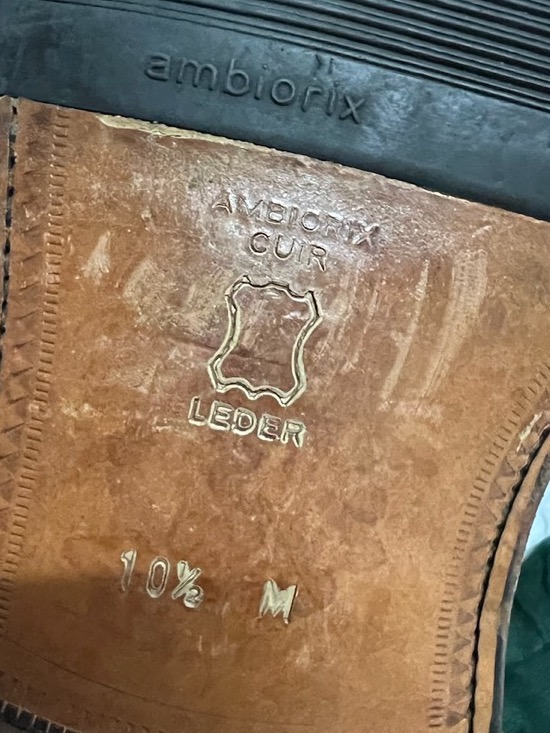 ambiorix
AMBIORIX
CUIR
LEDER
10½ M